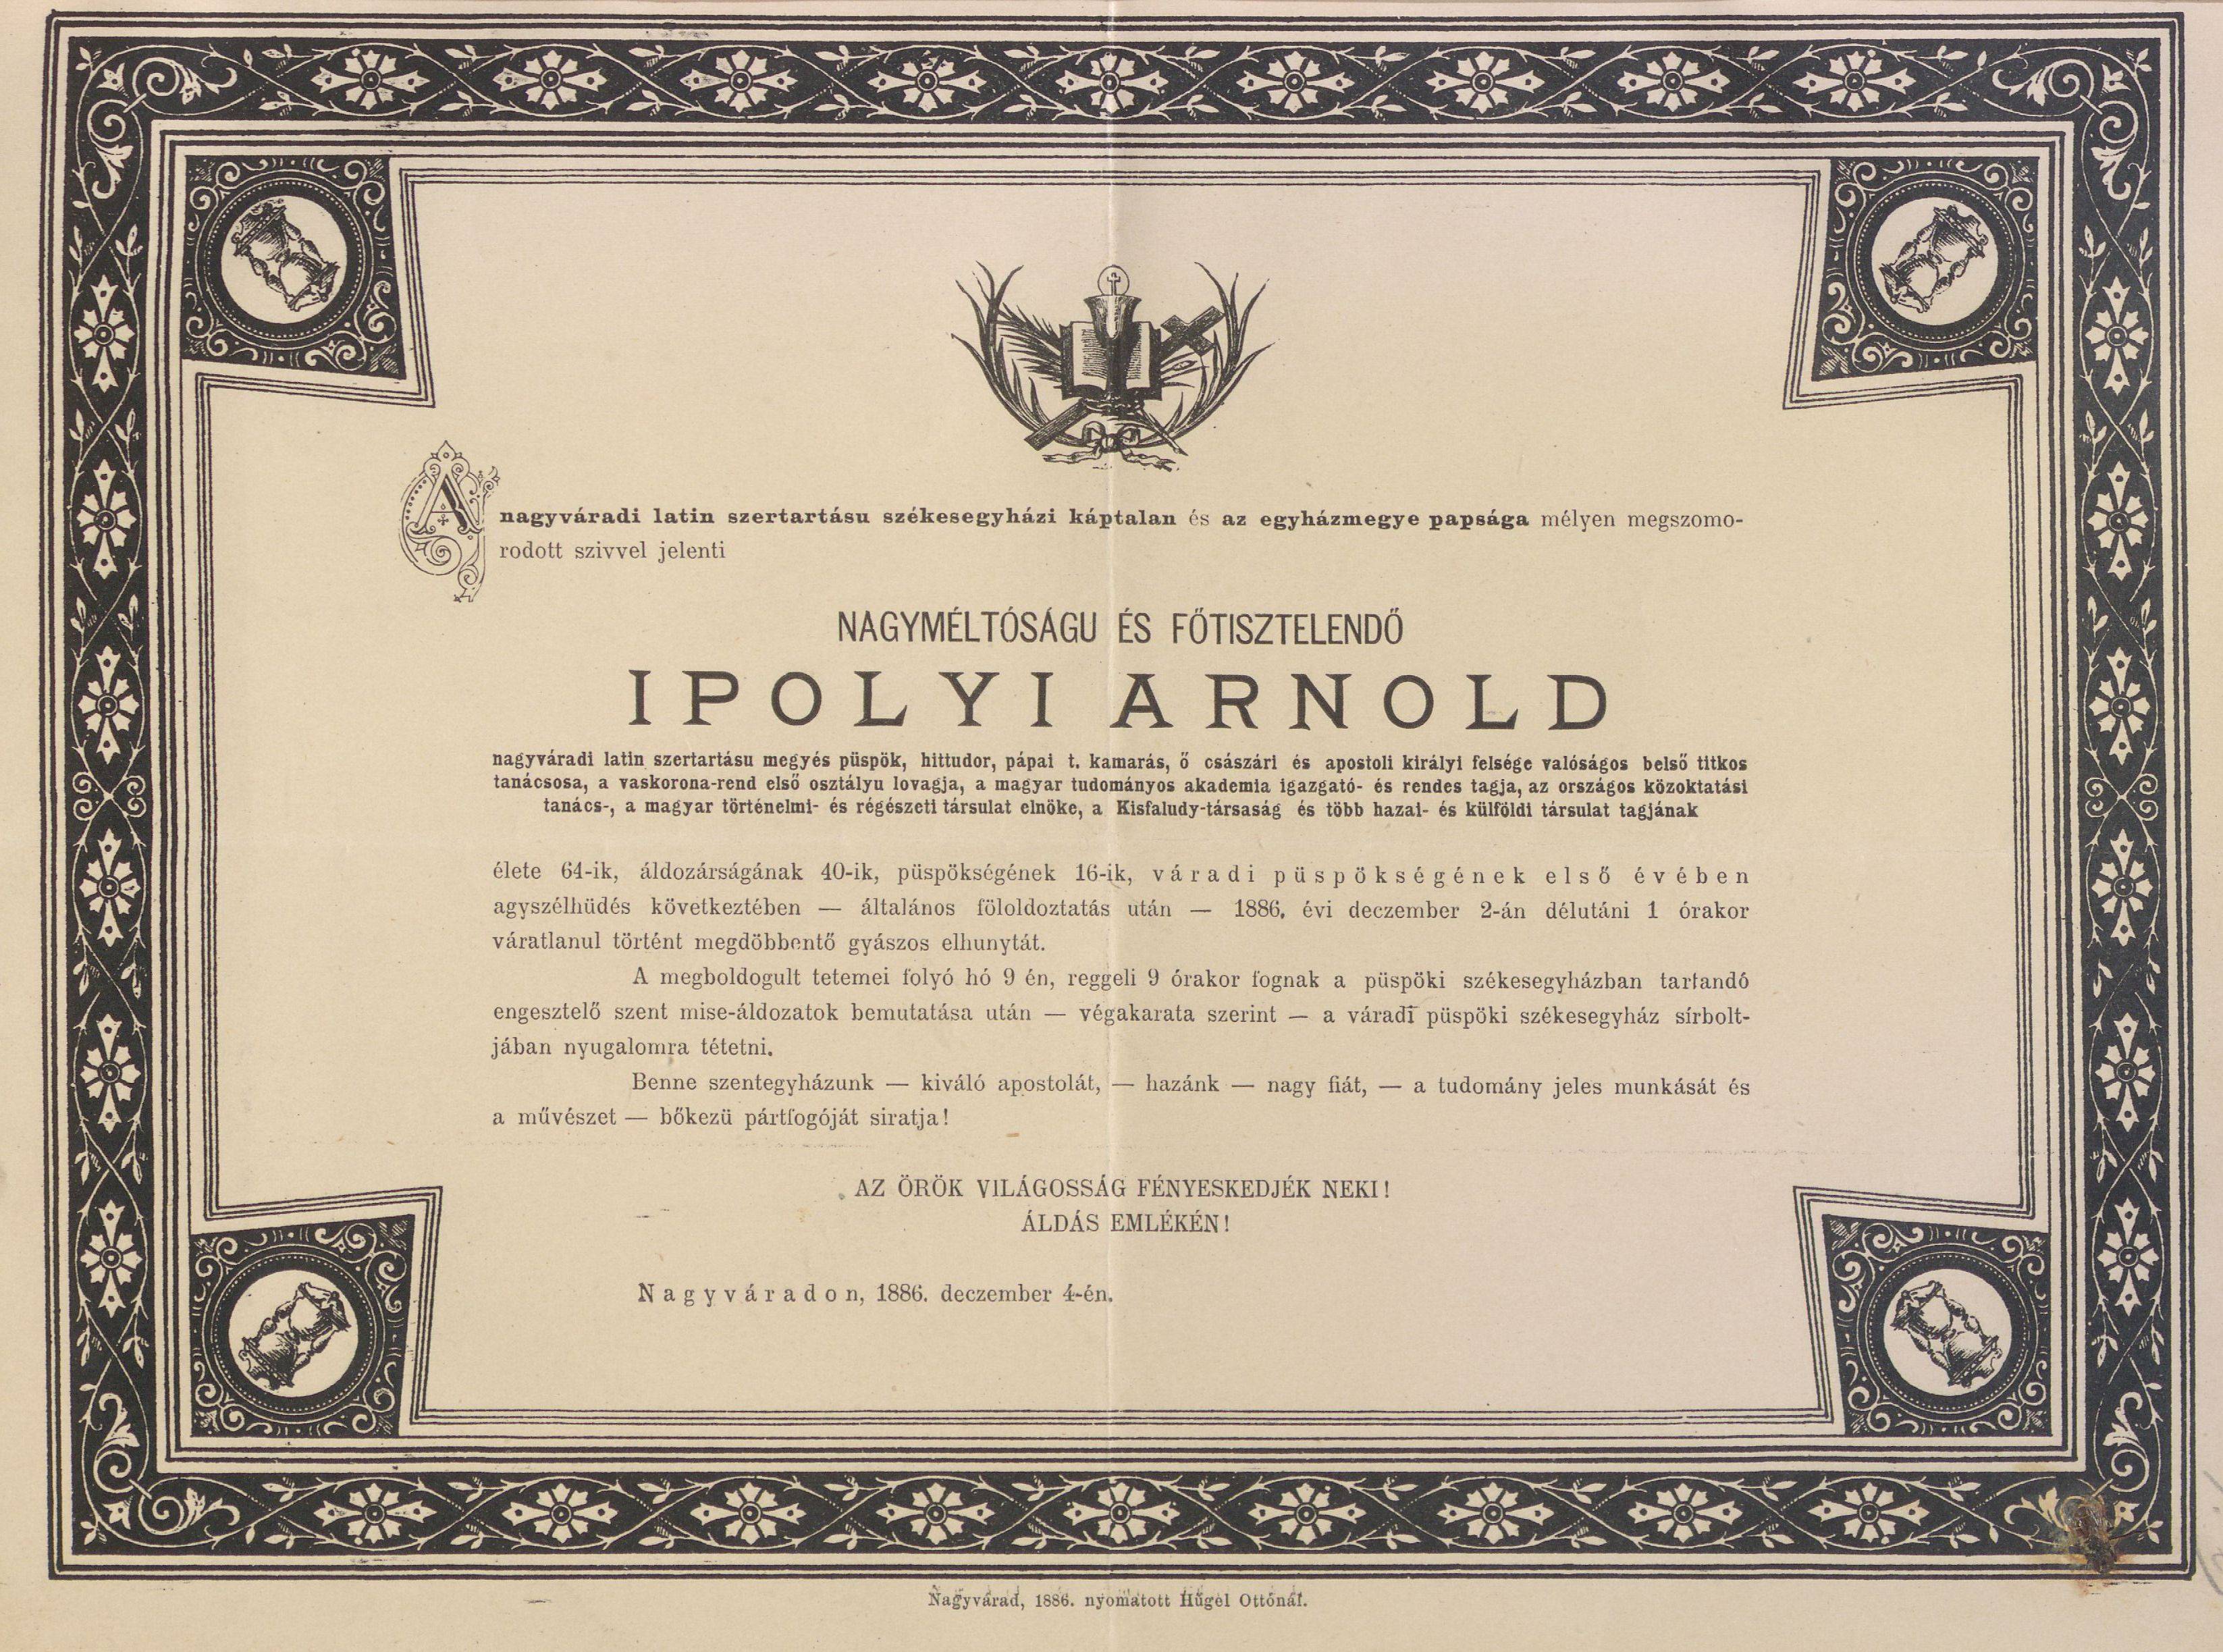 A nagyváradi latin szertartásu székesegyházi káptalan és az egyházmegye papsága mélyen megszomo-
rodott szivvel jelenti
NAGYMÉLTÓSÁGU ÉS FŐTISZTELENDŐ
IPOLYI ARNOLD
nagyváradi latin szertartásu megyés püspök, hittudor, pápai t. kamarás, ő császári és apostoli királyi felsége valóságos belső titkos
tanácsosa, a vaskorona-rend első osztályu lovagja, a magyar tudományos akademia igazgató- és rendes tagja, az országos közoktatási
tanács-, a magyar történelmi- és régészeti társulat elnöke, a Kisfaludy-társaság és több hazai- és külföldi társulat tagjának
élete 64-ik, áldozárságának 40-ik, püspökségének 16-ik, váradi püspökségének első évében
agyszélhüdés következtében — általános föloldoztatás után — 1886. évi deczember 2-án délutáni 1 órakor
váratlanul történt megdöbbentő gyászos elhunytát.
A megboldogult tetemei folyó hó 9 én, reggeli 9 órakor fognak a püspöki székesegyházban tartandó
engesztelő szent mise-áldozatok bemutatása után — végakarata szerint — a váradi püspöki székesegyház sírbolt-
jában nyugalomra tétetni.
Benne szentegyházunk — kiváló apostolát, — hazánk — nagy fiát, — a tudomány jeles munkását és
a művészet — bőkezü pártfogóját siratja!
AZ ÖRÖK VILÁGOSSÁG FÉNYESKEDJÉK NEKI!
ÁLDÁS EMLÉKÉN!
Nagyváradon, 1886. deczember 4-én.
Nagyvárad, 1886. nyomatott Hügel Ottónál.